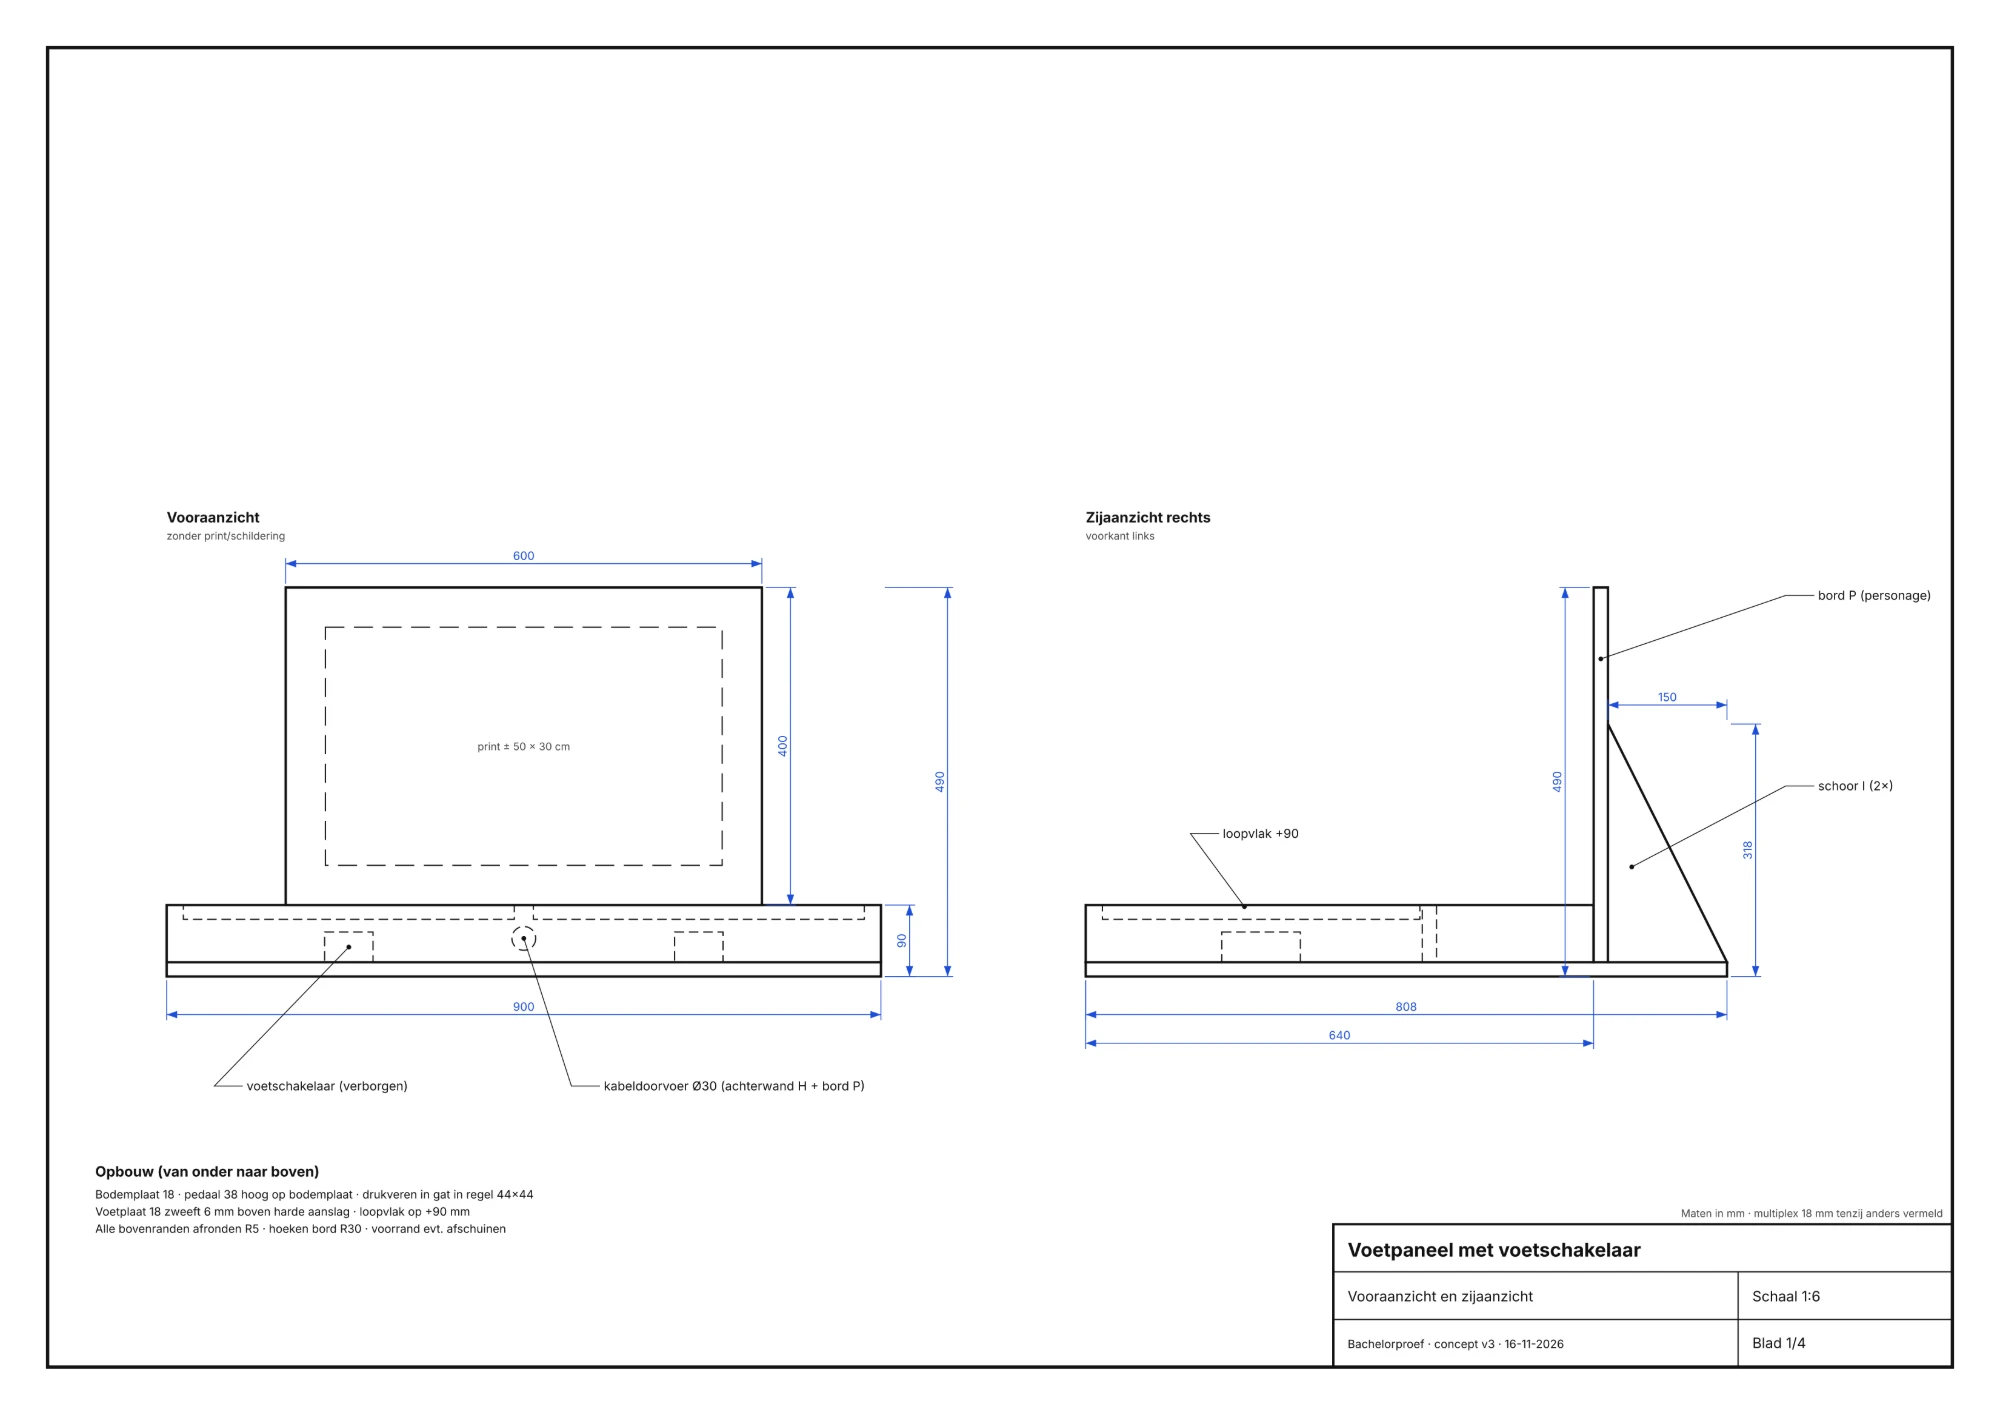 Vooraanzicht
zonder print/schildering
600
print ± 50 × 30 cm
400
490
90
900
voetschakelaar (verborgen)
kabeldoorvoer Ø30 (achterwand H + bord P)
Zijaanzicht rechts
voorkant links
bord P (personage)
150
490
schoor I (2×)
loopvlak +90
318
808
640
Opbouw (van onder naar boven)
Bodemplaat 18 · pedaal 38 hoog op bodemplaat · drukveren in gat in regel 44×44
Voetplaat 18 zweeft 6 mm boven harde aanslag · loopvlak op +90 mm
Alle bovenranden afronden R5 · hoeken bord R30 · voorrand evt. afschuinen
Maten in mm · multiplex 18 mm tenzij anders vermeld
Voetpaneel met voetschakelaar
Vooraanzicht en zijaanzicht
Schaal 1:6
Bachelorproef · concept v3 · 16-11-2026
Blad 1/4